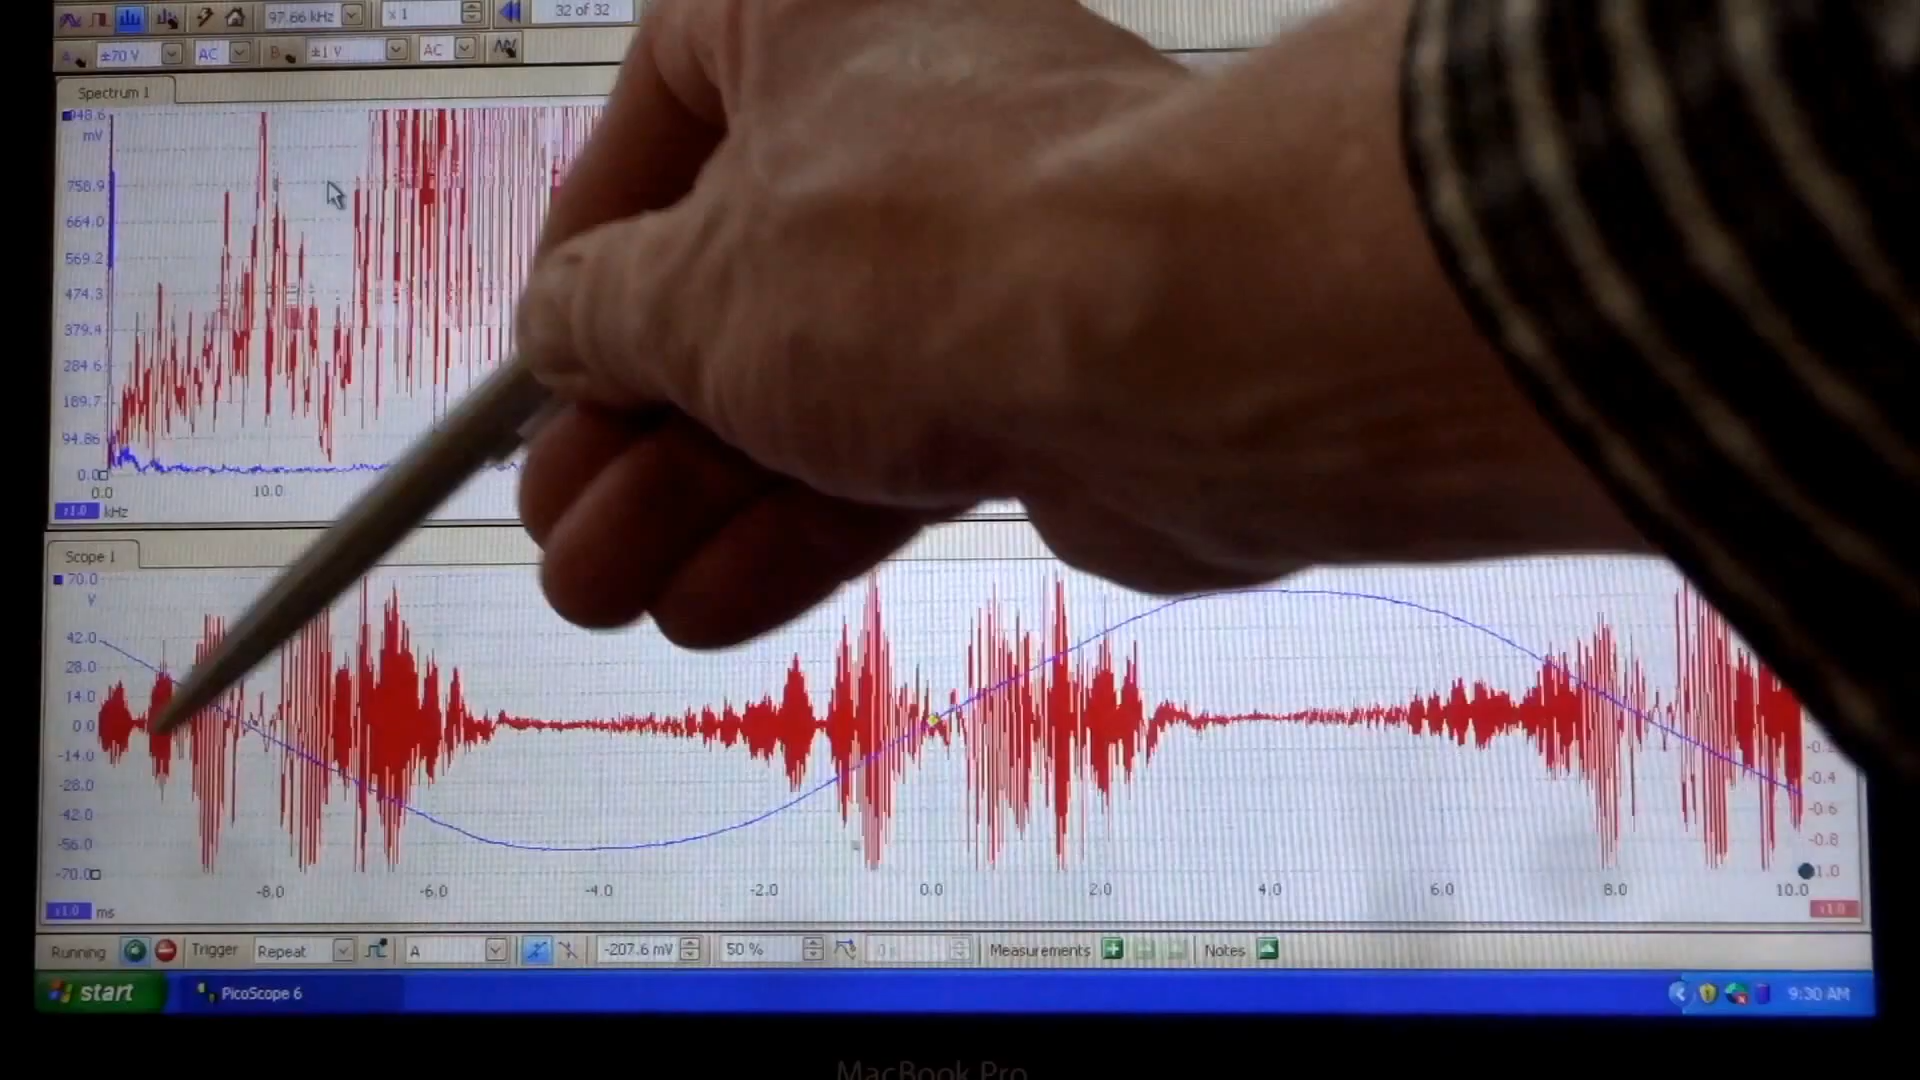 97.66 kHz x 1 32 of 32
A ±70 V AC B ±1 V AC
Spectrum 1
948.6
mV
758.9
664.0
569.2
474.3
379.4
284.6
189.7
94.86
0.0
0.0 10.0
x1.0 kHz
Scope 1
70.0
V
42.0
28.0
14.0
0.0
-14.0
-28.0
-42.0
-56.0
-70.0
-0.4
-0.6
-0.8
-1.0
-8.0 -6.0 -4.0 -2.0 0.0 2.0 4.0 6.0 8.0 10.0
x1.0 ms x1.0
Running Trigger Repeat A -207.6 mV 50 % 0 s Measurements Notes
start PicoScope 6 9:30 AM
MacBook Pro